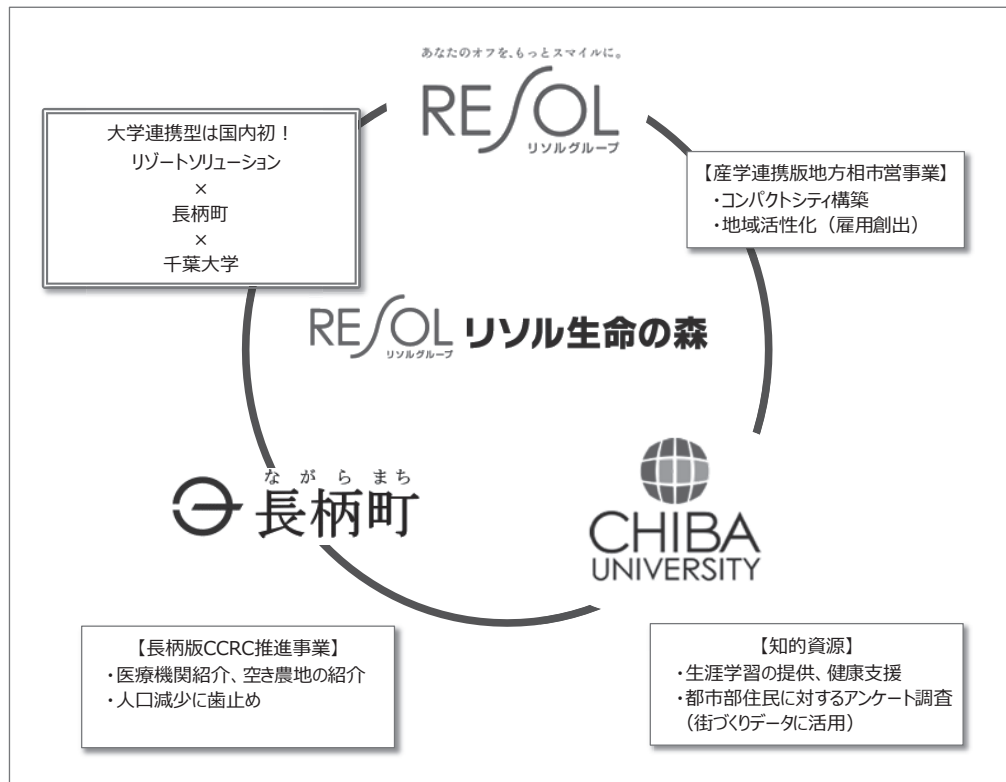 あなたのオフを、もっとスマイルに。
RESOL
リソルグループ
大学連携型は国内初！
リゾートソリューション
×
長柄町
×
千葉大学
【産学連携版地方相市営事業】
・コンパクトシティ構築
・地域活性化（雇用創出）
RESOL リソル生命の森
リソルグループ
ながらまち
長柄町
CHIBA
UNIVERSITY
【長柄版CCRC推進事業】
・医療機関紹介、空き農地の紹介
・人口減少に歯止め
【知的資源】
・生涯学習の提供、健康支援
・都市部住民に対するアンケート調査
（街づくりデータに活用）